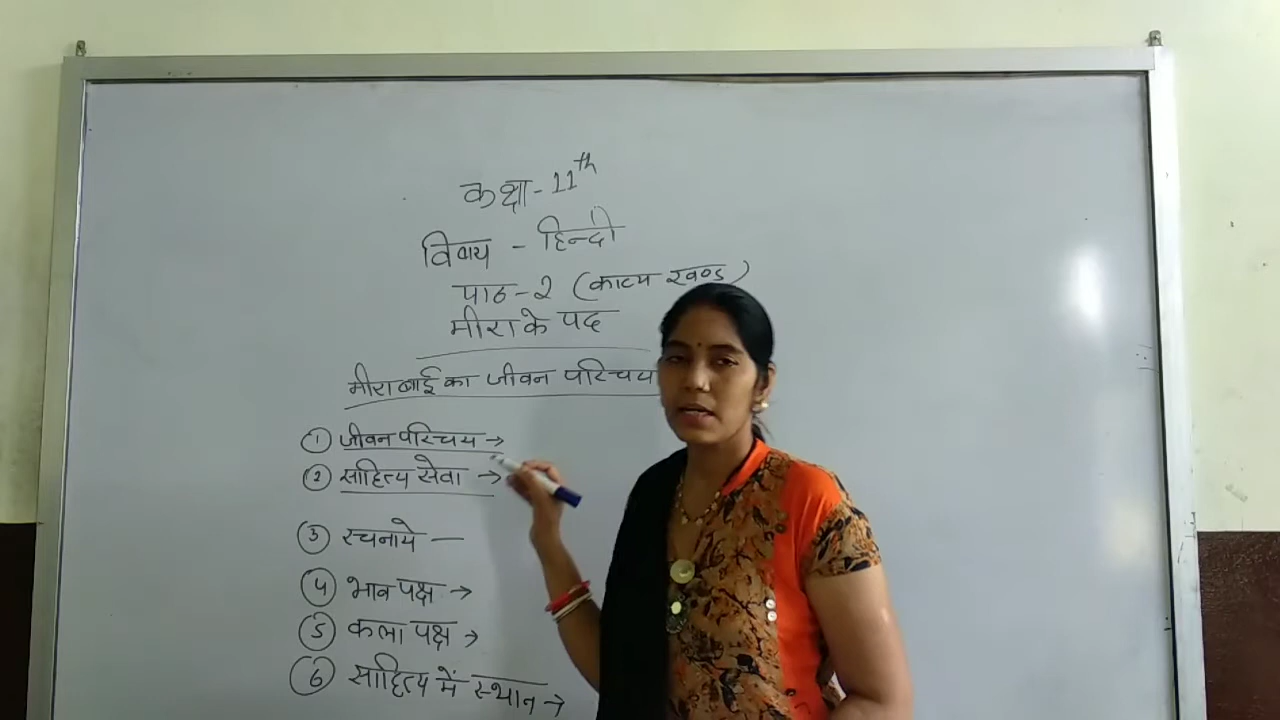 कक्षा - 11th
विषय - हिन्दी
पाठ - 2 (काव्य खण्ड)
मीरा के पद
मीराबाई का जीवन परिचय
① जीवन परिचय →
② साहित्य सेवा →
③ रचनाये —
④ भाव पक्ष →
⑤ कला पक्ष →
⑥ साहित्य में स्थान →